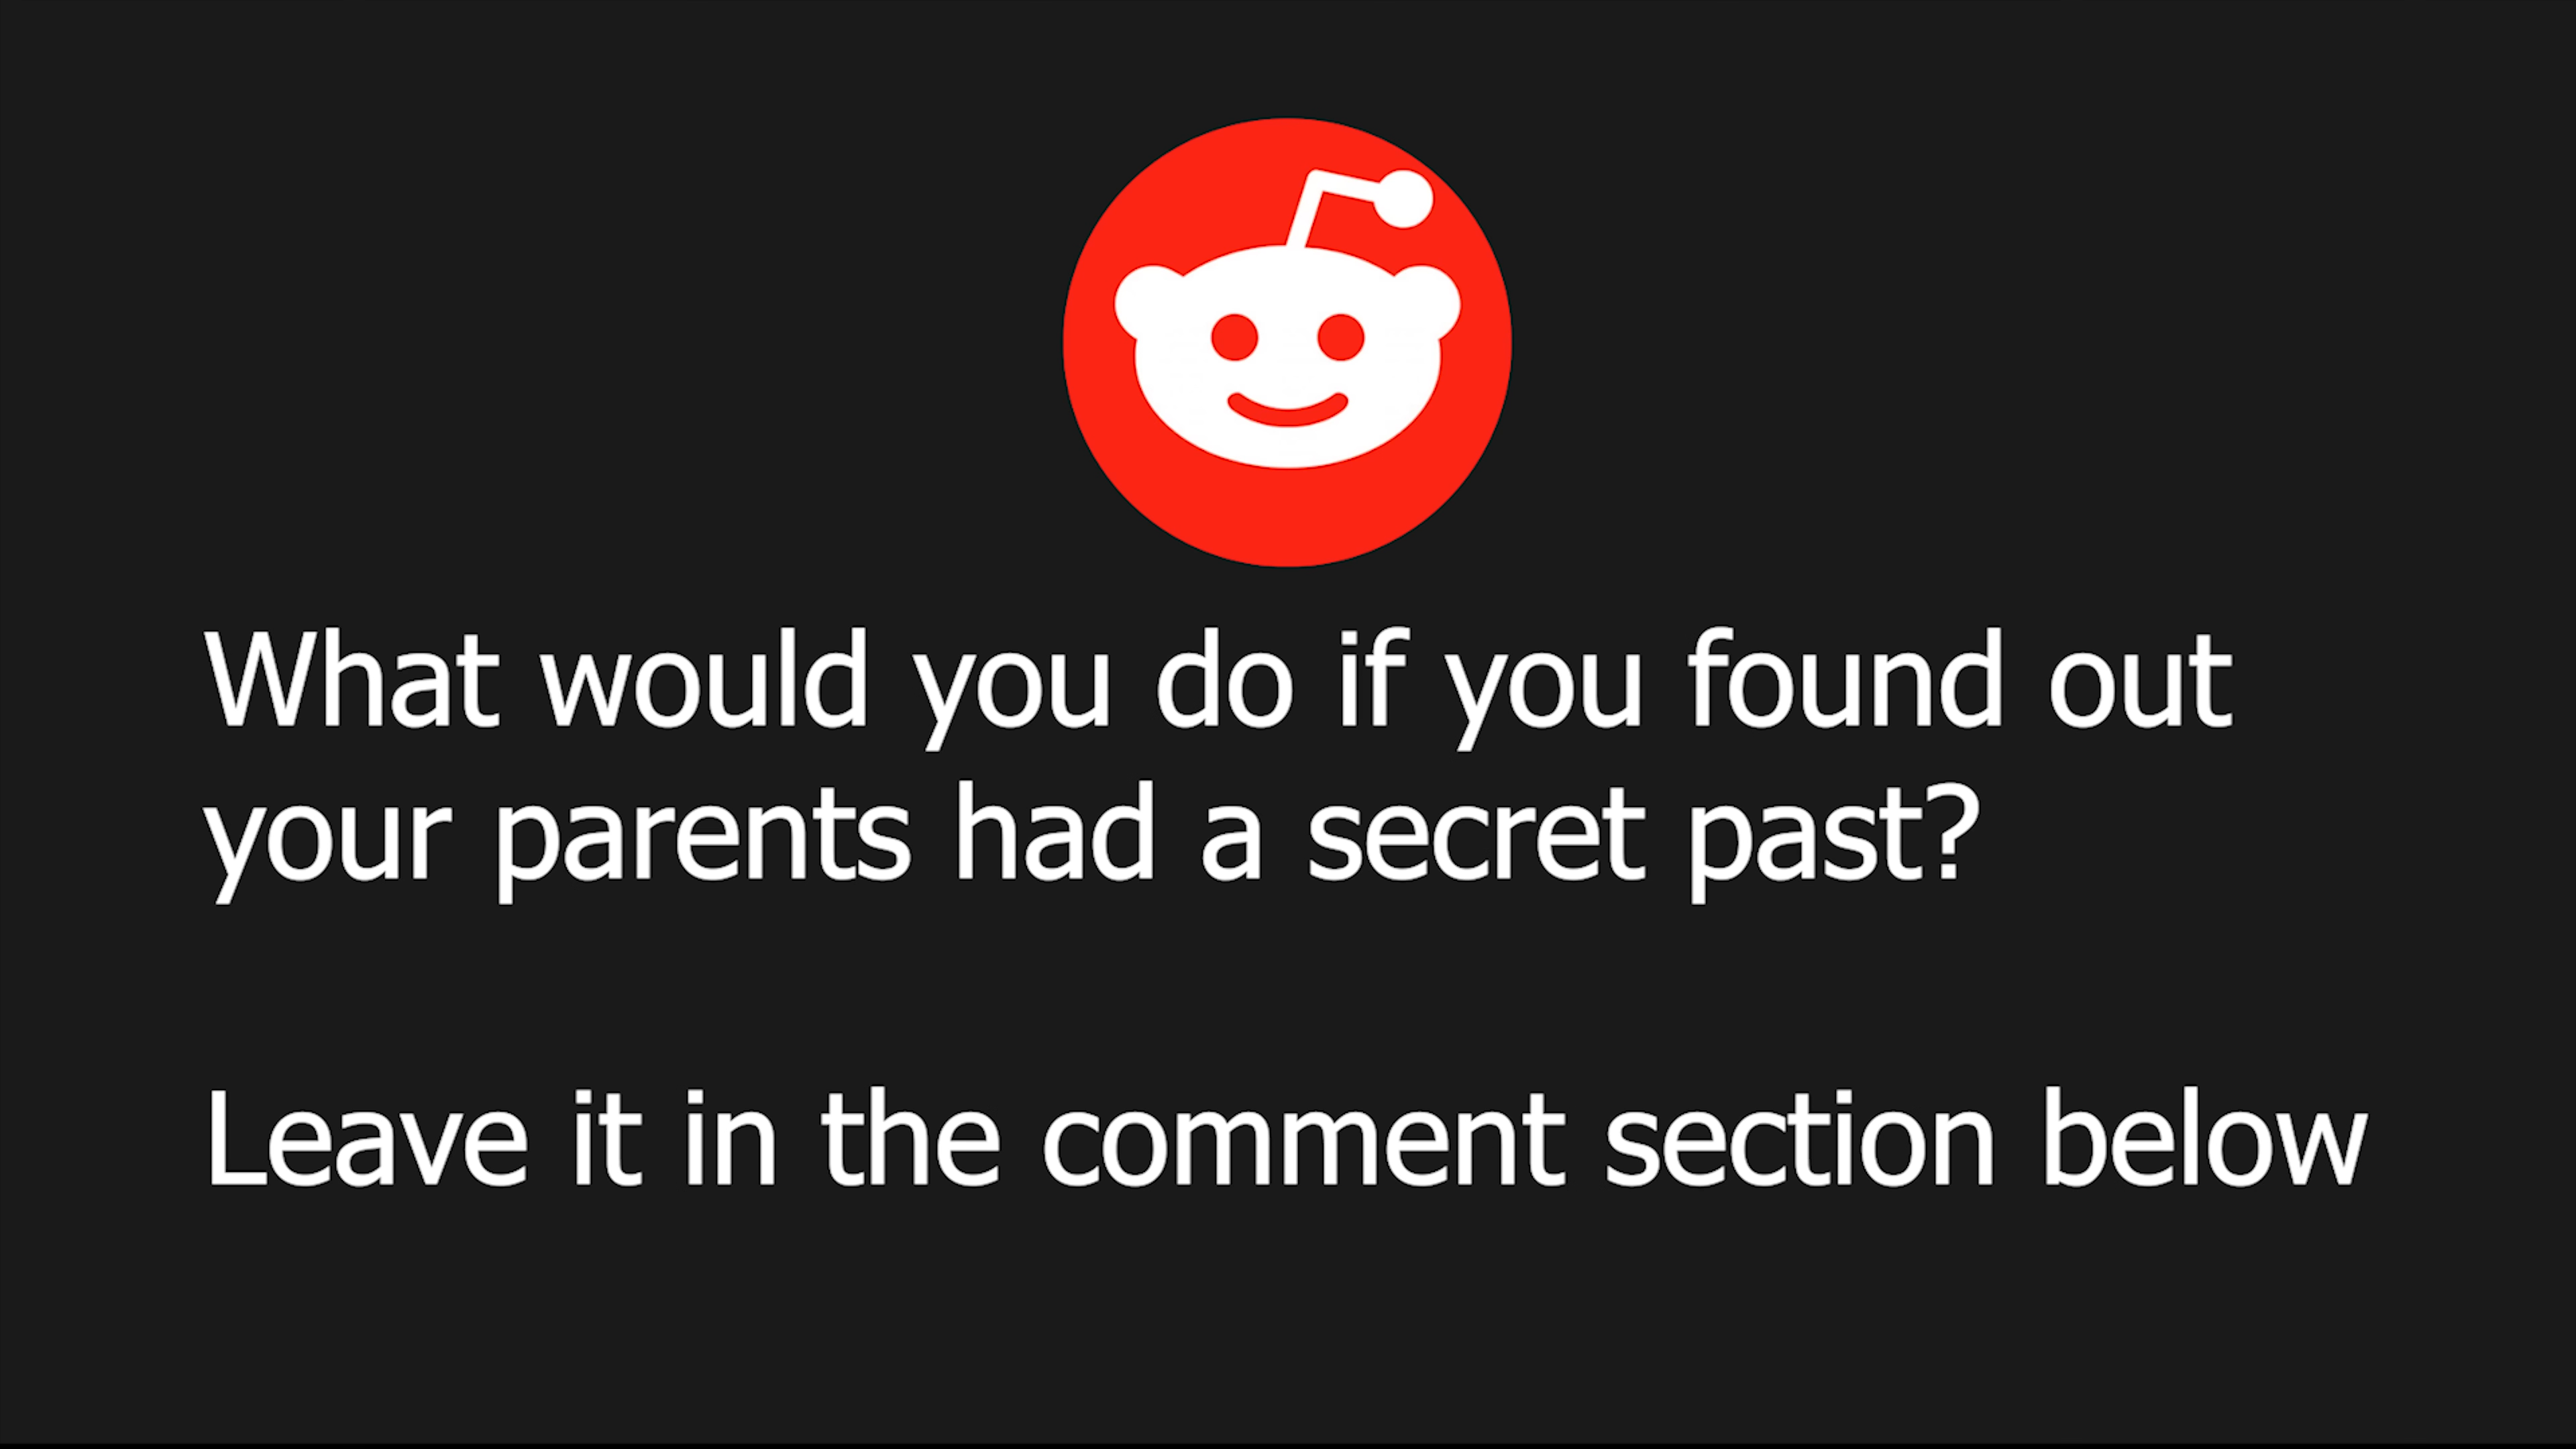 What would you do if you found out
your parents had a secret past?
Leave it in the comment section below